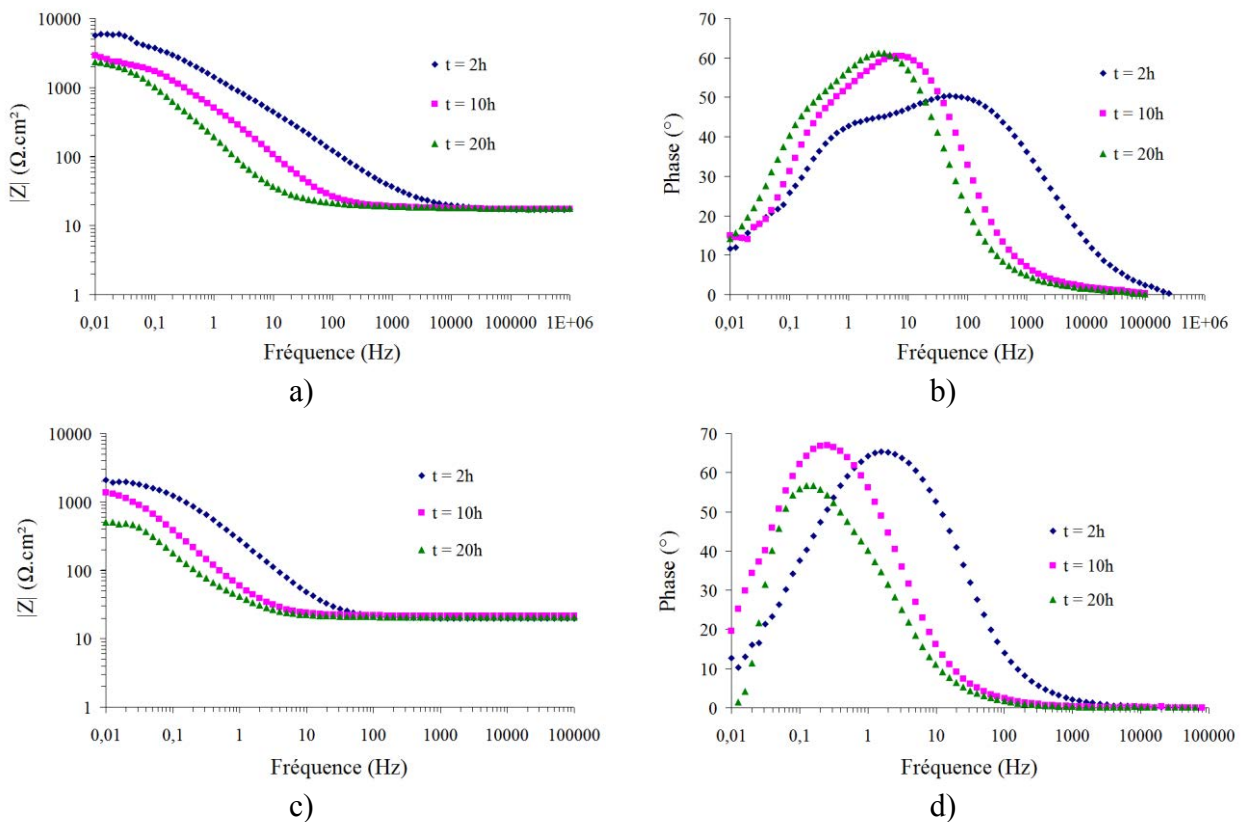 |Z| (Ω.cm²)
10000
1000
100
10
1
t = 2h
t = 10h
t = 20h
0,01 0,1 1 10 100 1000 10000 100000 1E+06
Fréquence (Hz)
a)
Phase (°)
70
60
50
40
30
20
10
0
t = 2h
t = 10h
t = 20h
0,01 0,1 1 10 100 1000 10000 100000 1E+06
Fréquence (Hz)
b)
|Z| (Ω.cm²)
10000
1000
100
10
1
t = 2h
t = 10h
t = 20h
0,01 0,1 1 10 100 1000 10000 100000
Fréquence (Hz)
c)
Phase (°)
70
60
50
40
30
20
10
0
t = 2h
t = 10h
t = 20h
0,01 0,1 1 10 100 1000 10000 100000
Fréquence (Hz)
d)